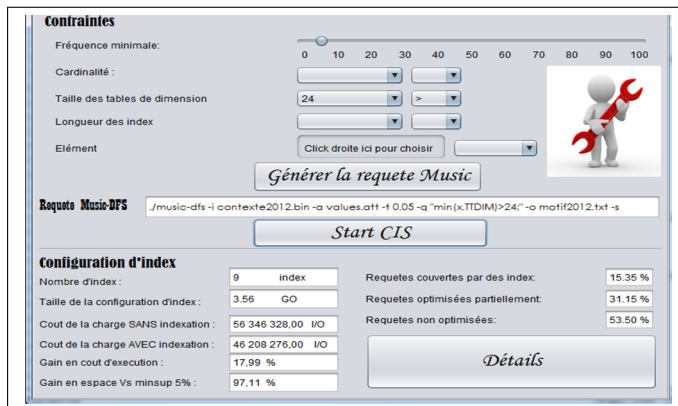 Contraintes
Fréquence minimale:
0 10 20 30 40 50 60 70 80 90 100
Cardinalité :
Taille des tables de dimension 24 >
Longueur des index
Elément Click droite ici pour choisir
Générer la requete Music
Requete Music-DFS ./music-dfs -i contexte2012.bin -a values.att -t 0.05 -q "min(x.TTDIM)>24;" -o motif2012.txt -s
Start CIS
Configuration d'index
Nombre d'index : 9 index Requetes couvertes par des index: 15.35 %
Taille de la configuration d'index : 3.56 GO Requetes optimisées partiellement: 31.15 %
Cout de la charge SANS indexation : 56 346 328,00 I/O Requetes non optimisées: 53.50 %
Cout de la charge AVEC indexation : 46 208 276,00 I/O
Gain en cout d'execution : 17,99 % Détails
Gain en espace Vs minsup 5% : 97,11 %